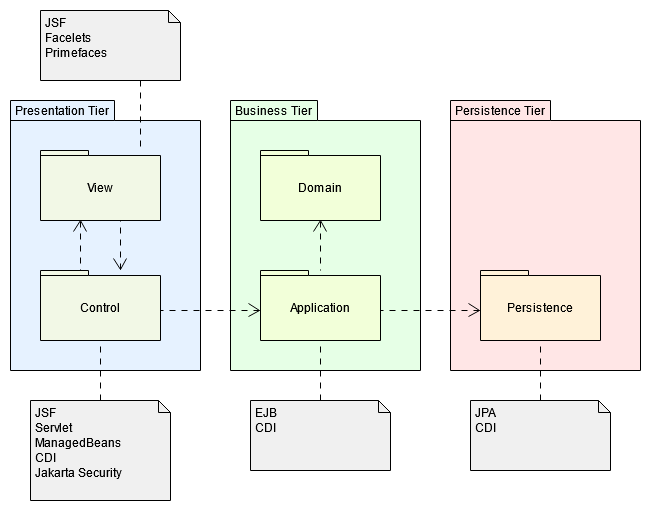 JSF
Facelets
Primefaces
Presentation Tier
Business Tier
Persistence Tier
View
Domain
Control
Application
Persistence
JSF
Servlet
ManagedBeans
CDI
Jakarta Security
EJB
CDI
JPA
CDI